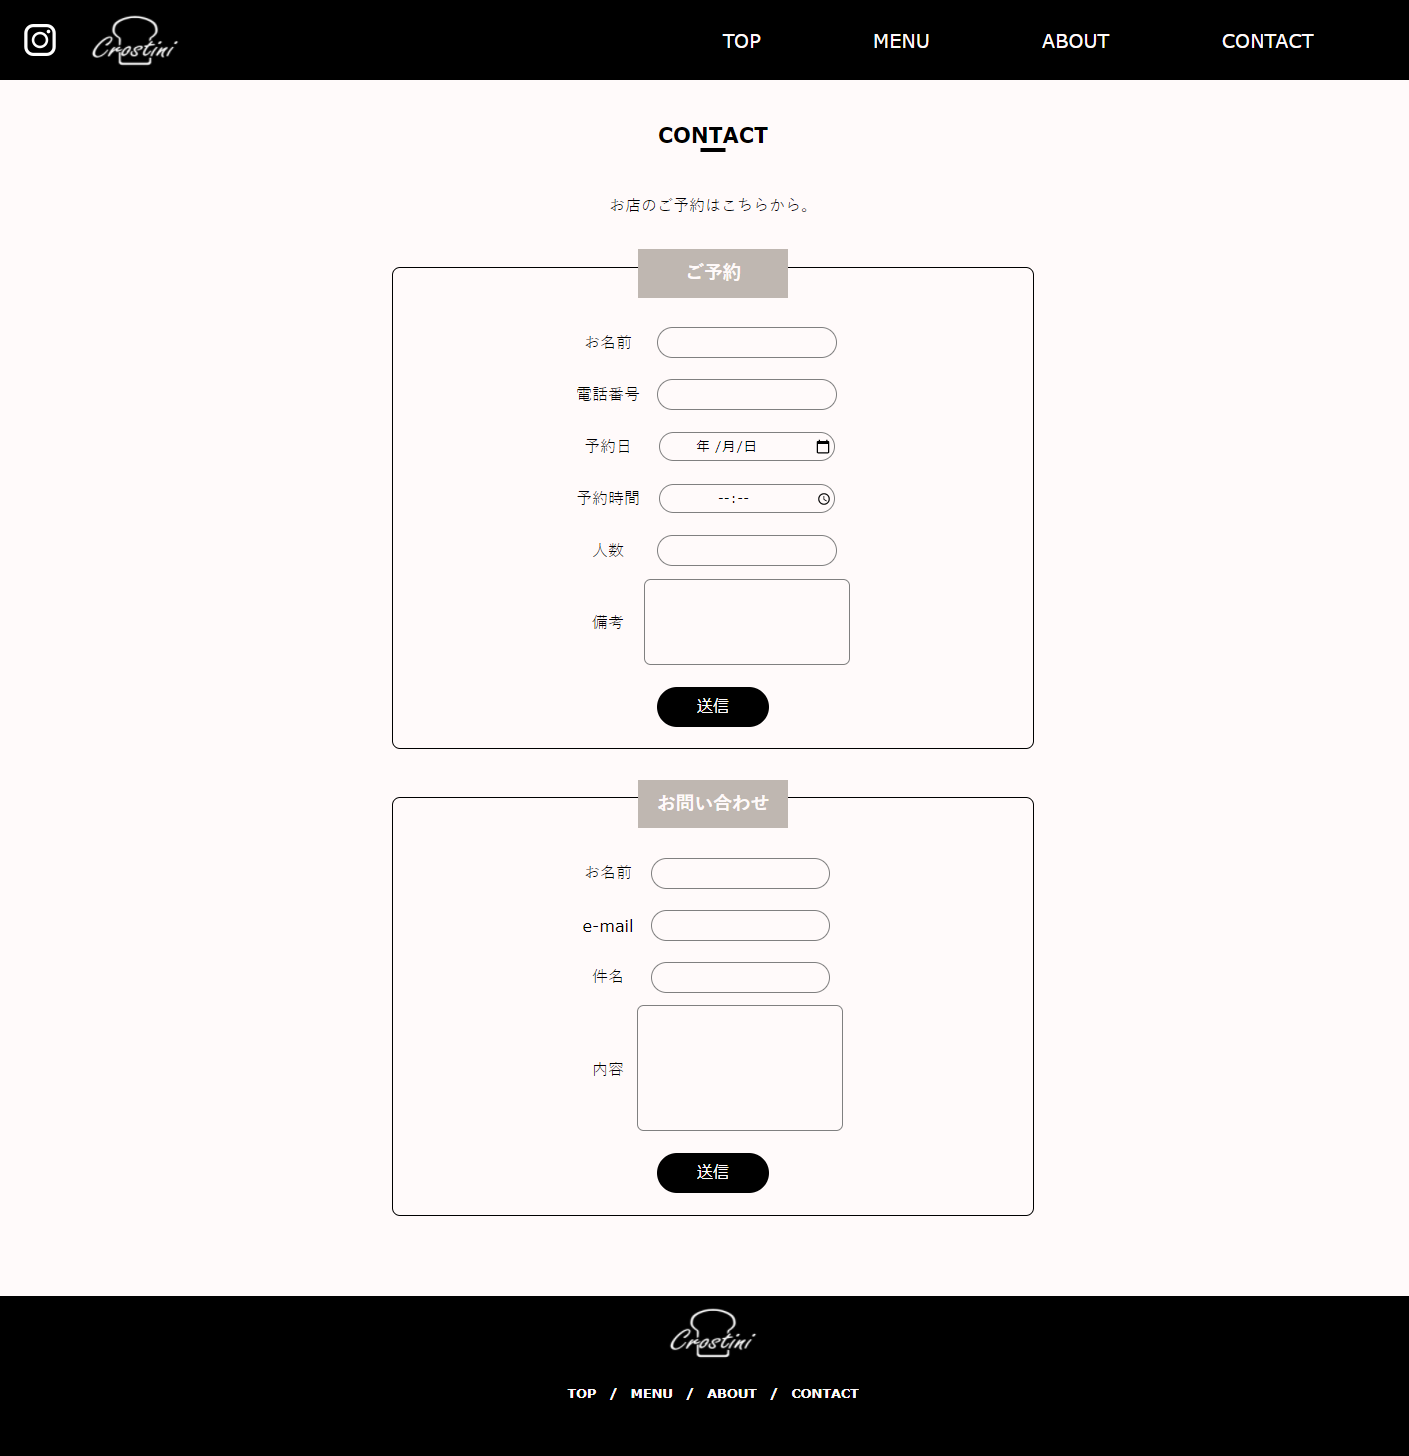 Crostini
TOP MENU ABOUT CONTACT
CONTACT
お店のご予約はこちらから。
ご予約
お名前
電話番号
予約日 年 /月/日
予約時間 --:--
人数
備考
送信
お問い合わせ
お名前
e-mail
件名
内容
送信
Crostini
TOP / MENU / ABOUT / CONTACT